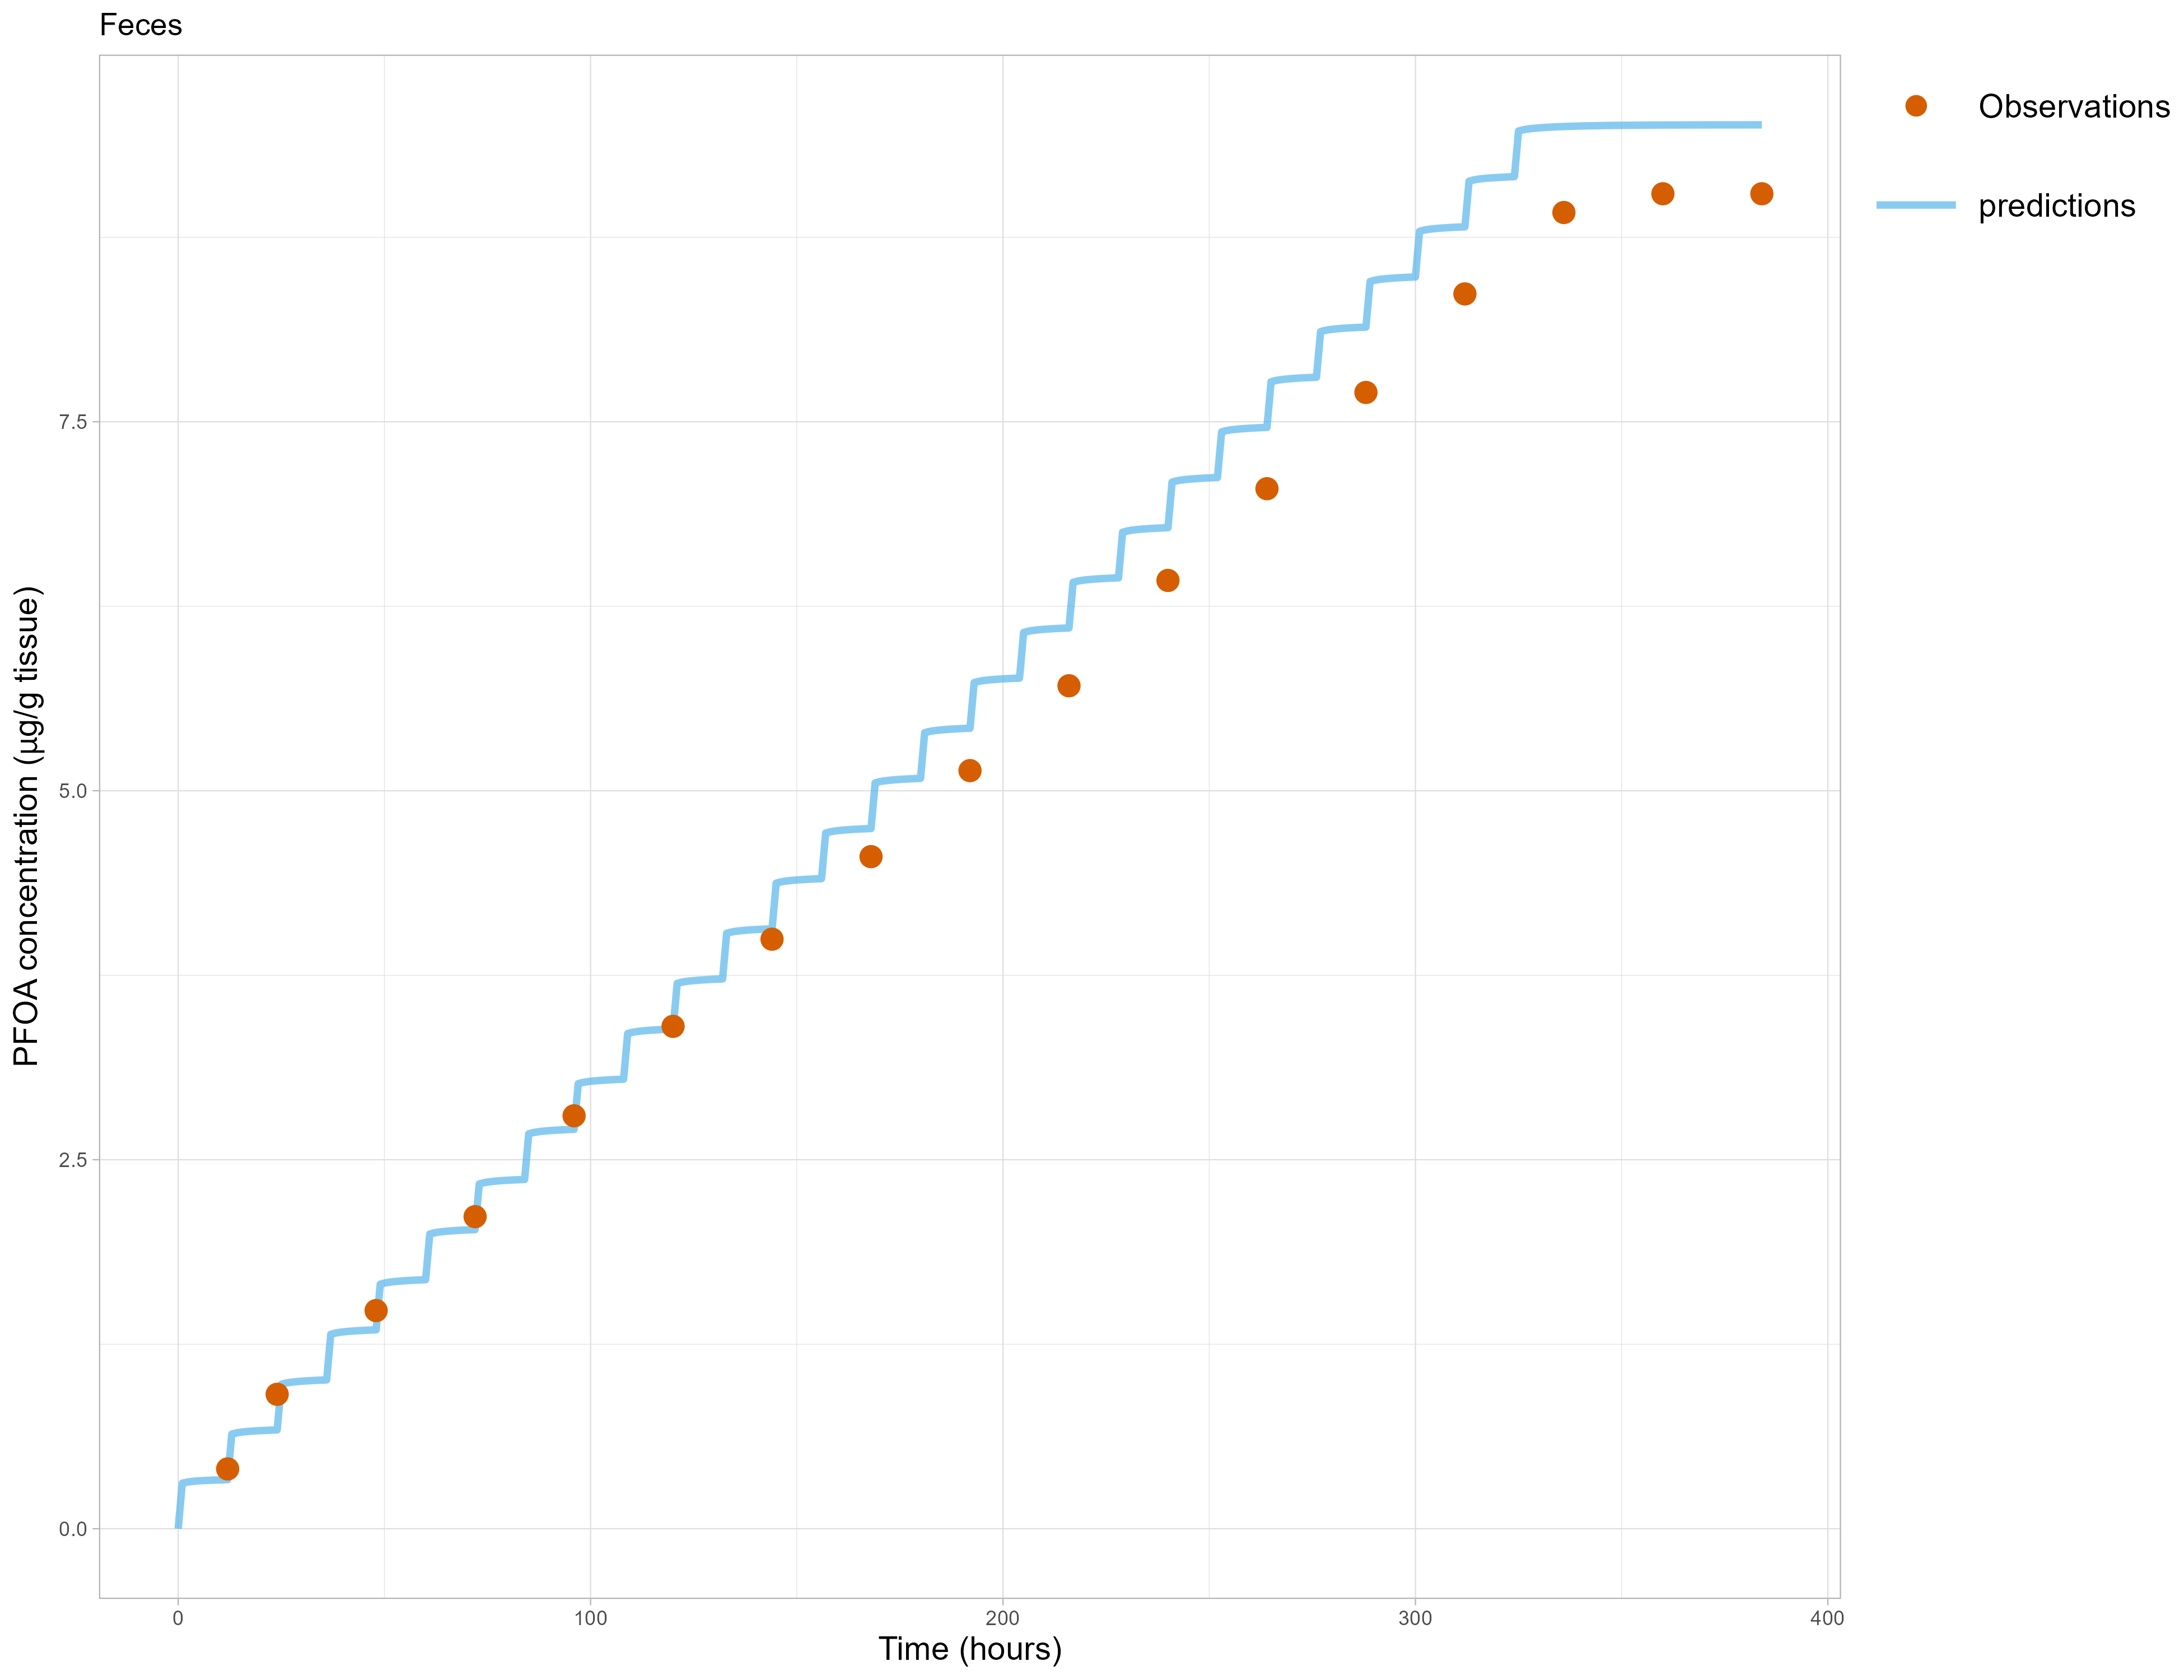 Feces
Observations
predictions
PFOA concentration (µg/g tissue)
7.5
5.0
2.5
0.0
0
100
200
300
400
Time (hours)